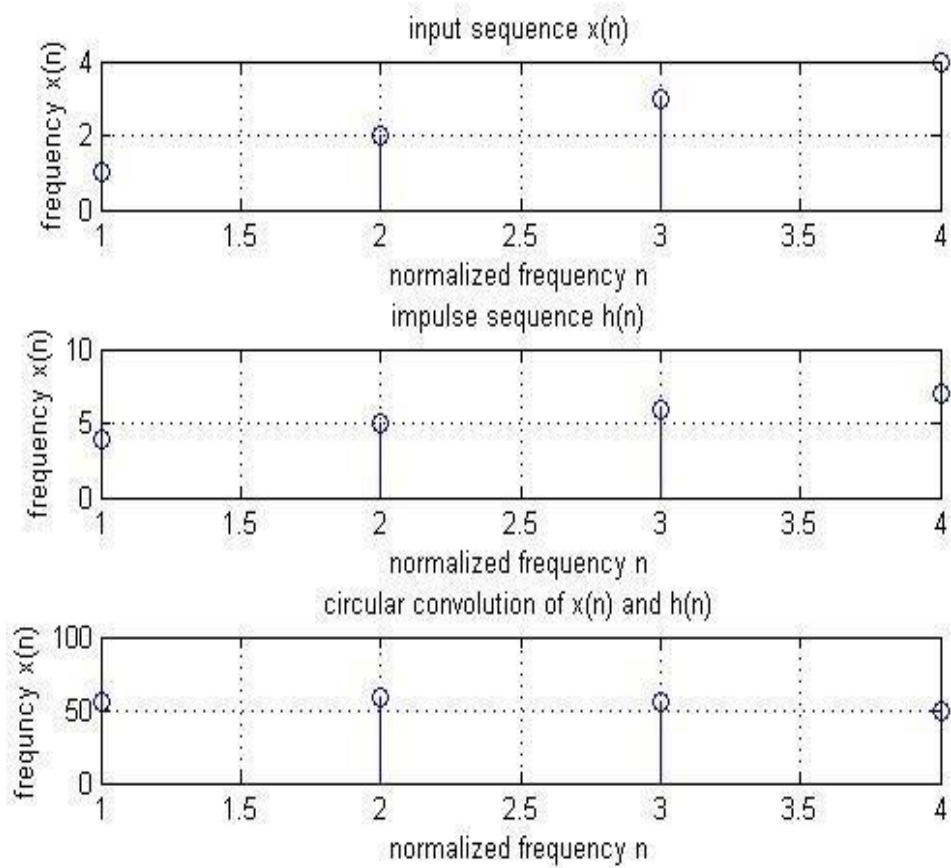 input sequence x(n)
frequency x(n)
4
2
0
1 1.5 2 2.5 3 3.5 4
normalized frequency n
impulse sequence h(n)
frequency x(n)
10
5
0
1 1.5 2 2.5 3 3.5 4
normalized frequency n
circular convolution of x(n) and h(n)
frequncy x(n)
100
50
0
1 1.5 2 2.5 3 3.5 4
normalized frequency n